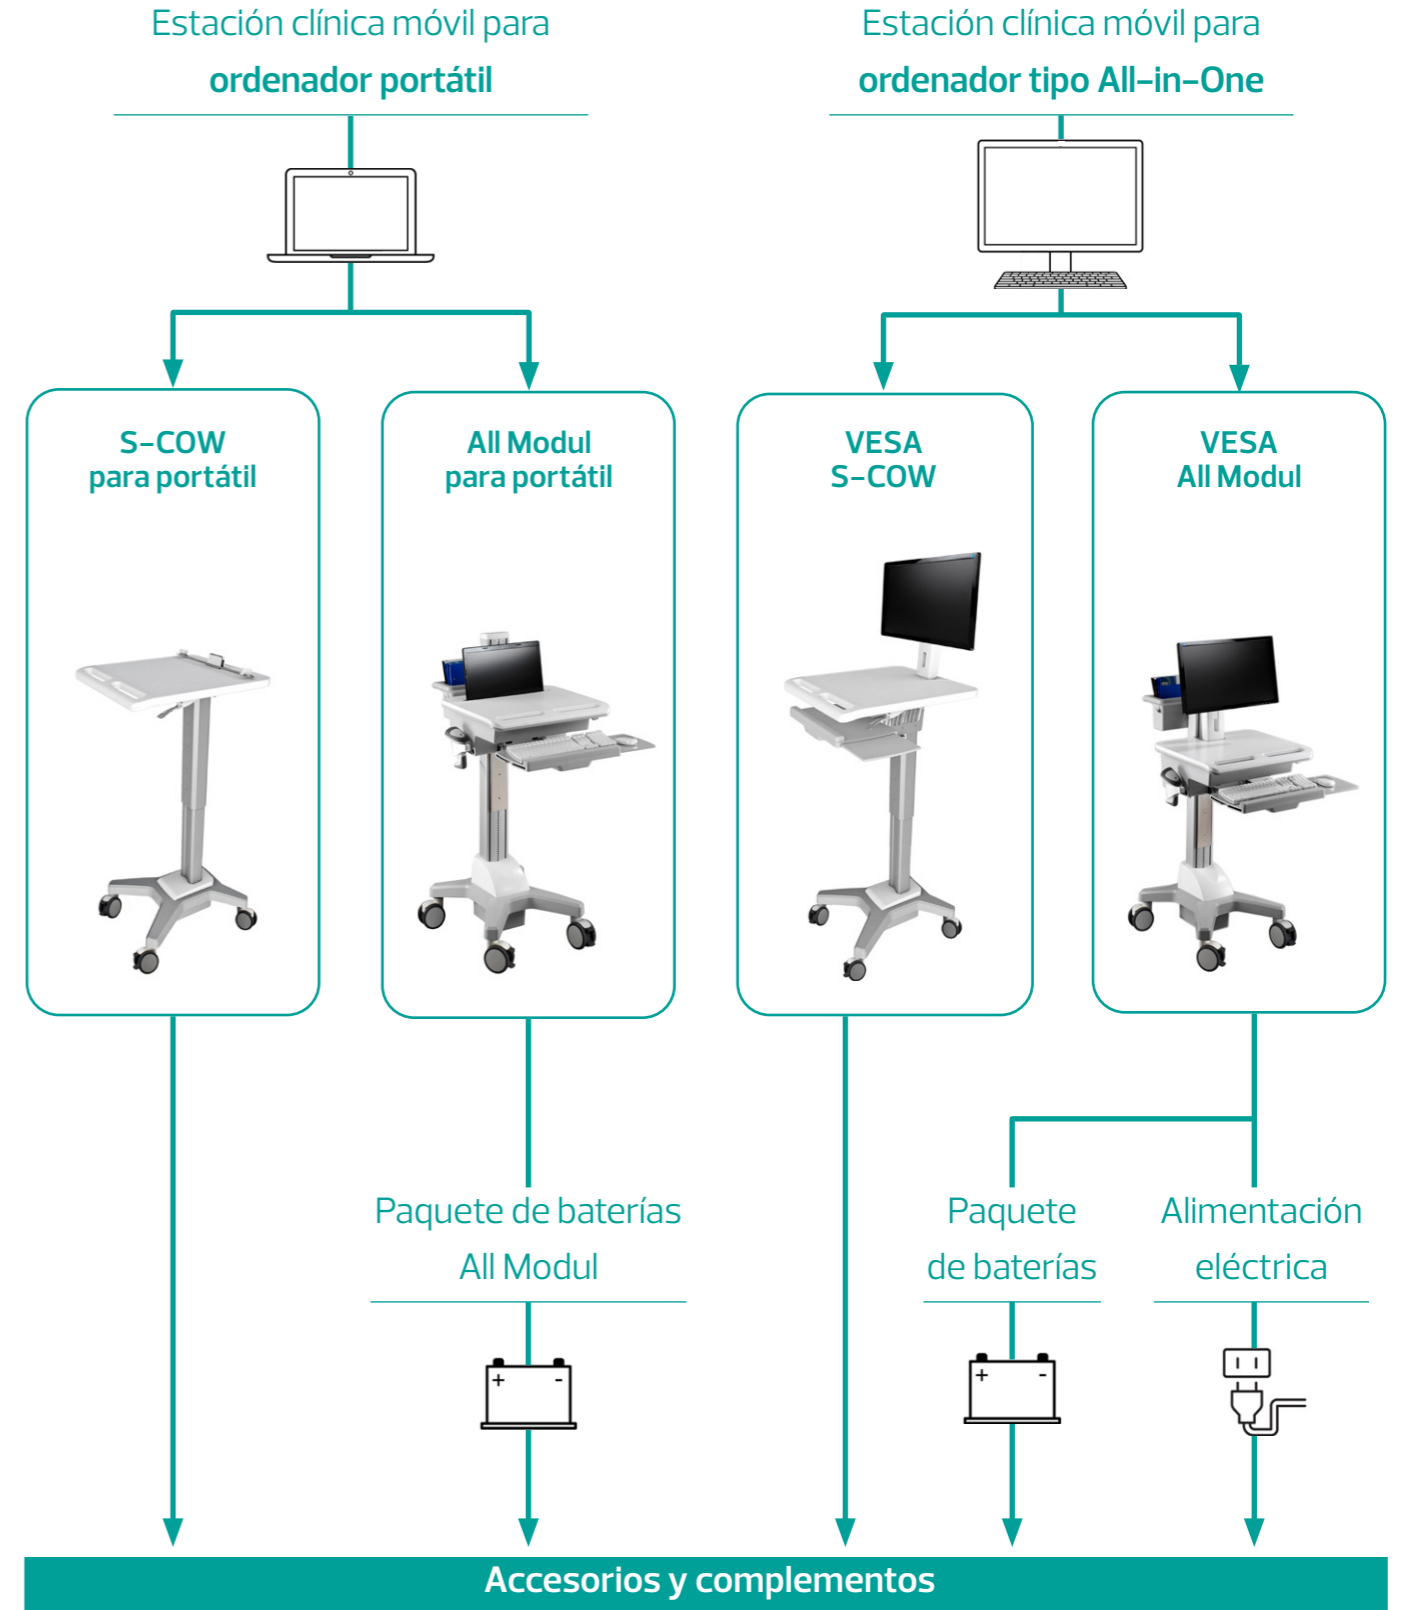 Estación clínica móvil para
ordenador portátil
Estación clínica móvil para
ordenador tipo All-in-One
S-COW
para portátil
All Modul
para portátil
VESA
S-COW
VESA
All Modul
Paquete de baterías
All Modul
Paquete
de baterías
Alimentación
eléctrica
+ -
+ -
Accesorios y complementos